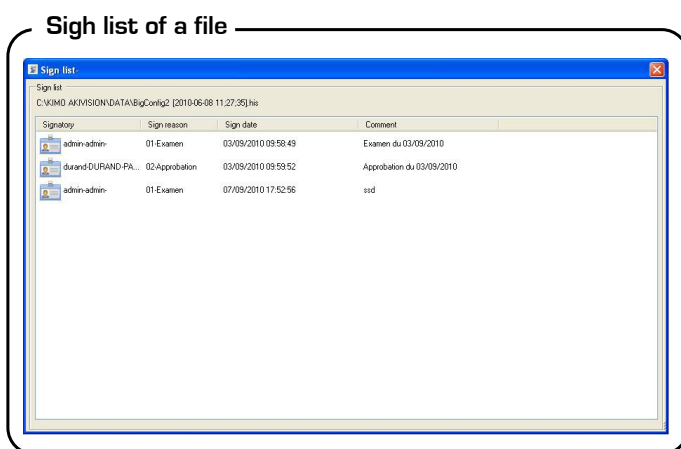 Sigh list of a file
Sign list
Sign list
C:\KIMO AKIVISION\DATA\BigConfig2 [2010-06-08 11;27;35].his
Signatory Sign reason Sign date Comment
admin-admin- 01-Examen 03/09/2010 09:58:49 Examen du 03/09/2010
durand-DURAND-PA... 02-Approbation 03/09/2010 09:59:52 Approbation du 03/09/2010
admin-admin- 01-Examen 07/09/2010 17:52:56 ssd